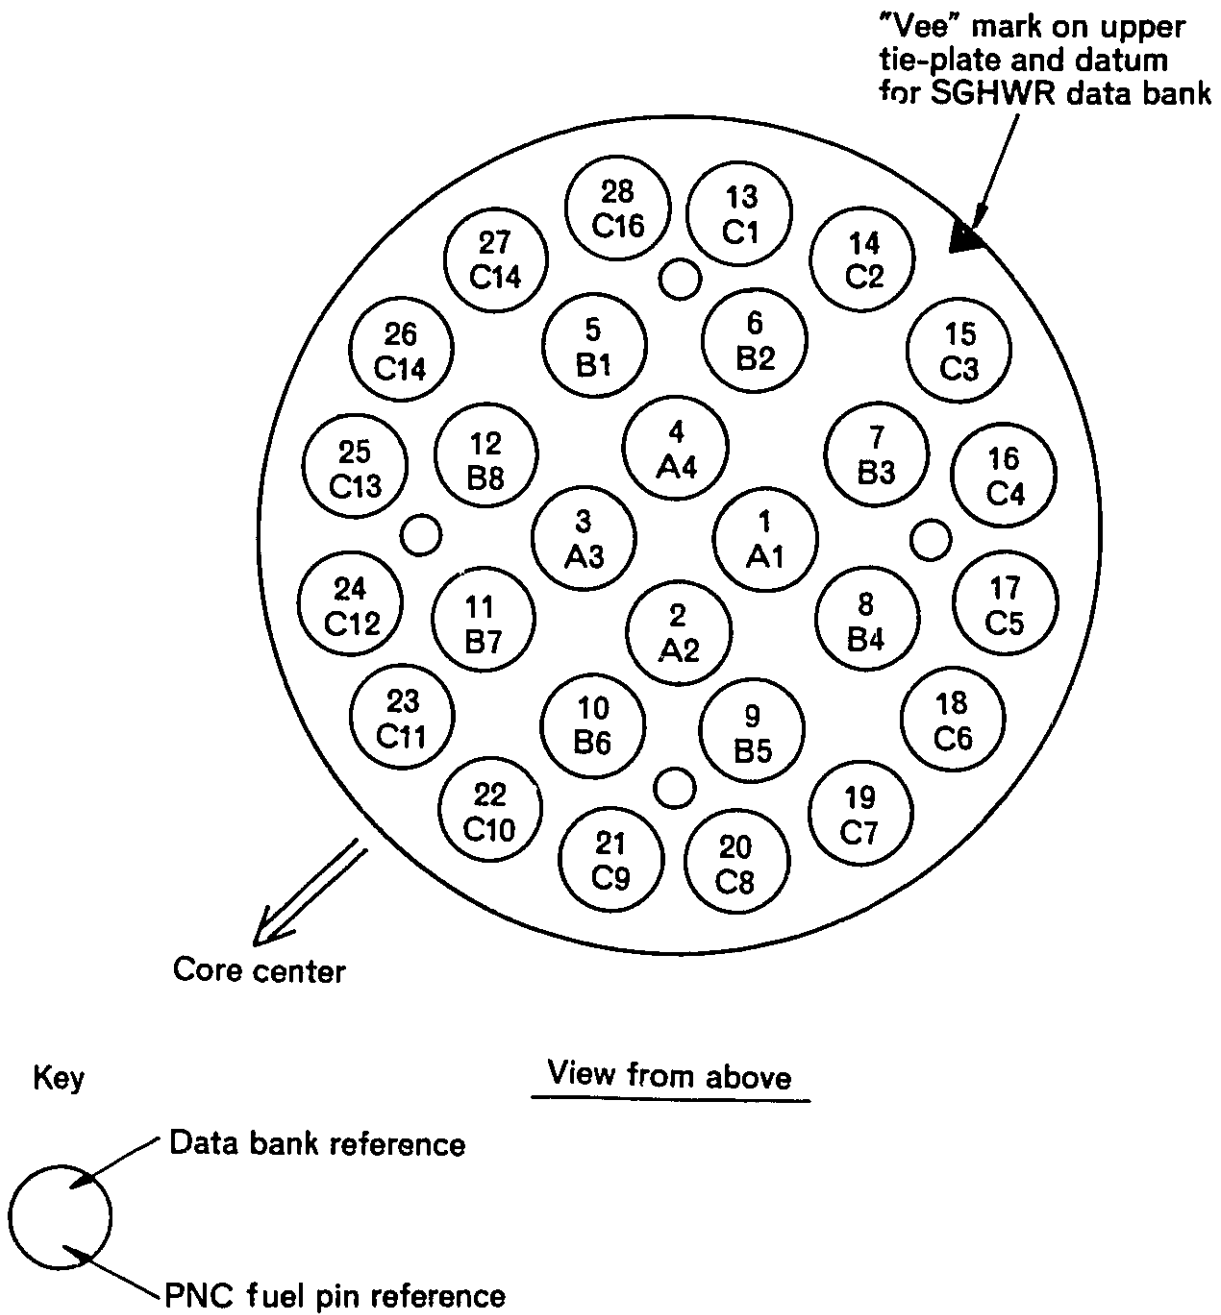 "Vee" mark on upper
tie-plate and datum
for SGHWR data bank
28
C16
13
C1
27
C14
14
C2
26
C14
5
B1
6
B2
15
C3
25
C13
12
B8
4
A4
7
B3
16
C4
3
A3
1
A1
24
C12
11
B7
2
A2
8
B4
17
C5
23
C11
10
B6
9
B5
18
C6
22
C10
21
C9
20
C8
19
C7
Core center
Key
View from above
Data bank reference
PNC fuel pin reference